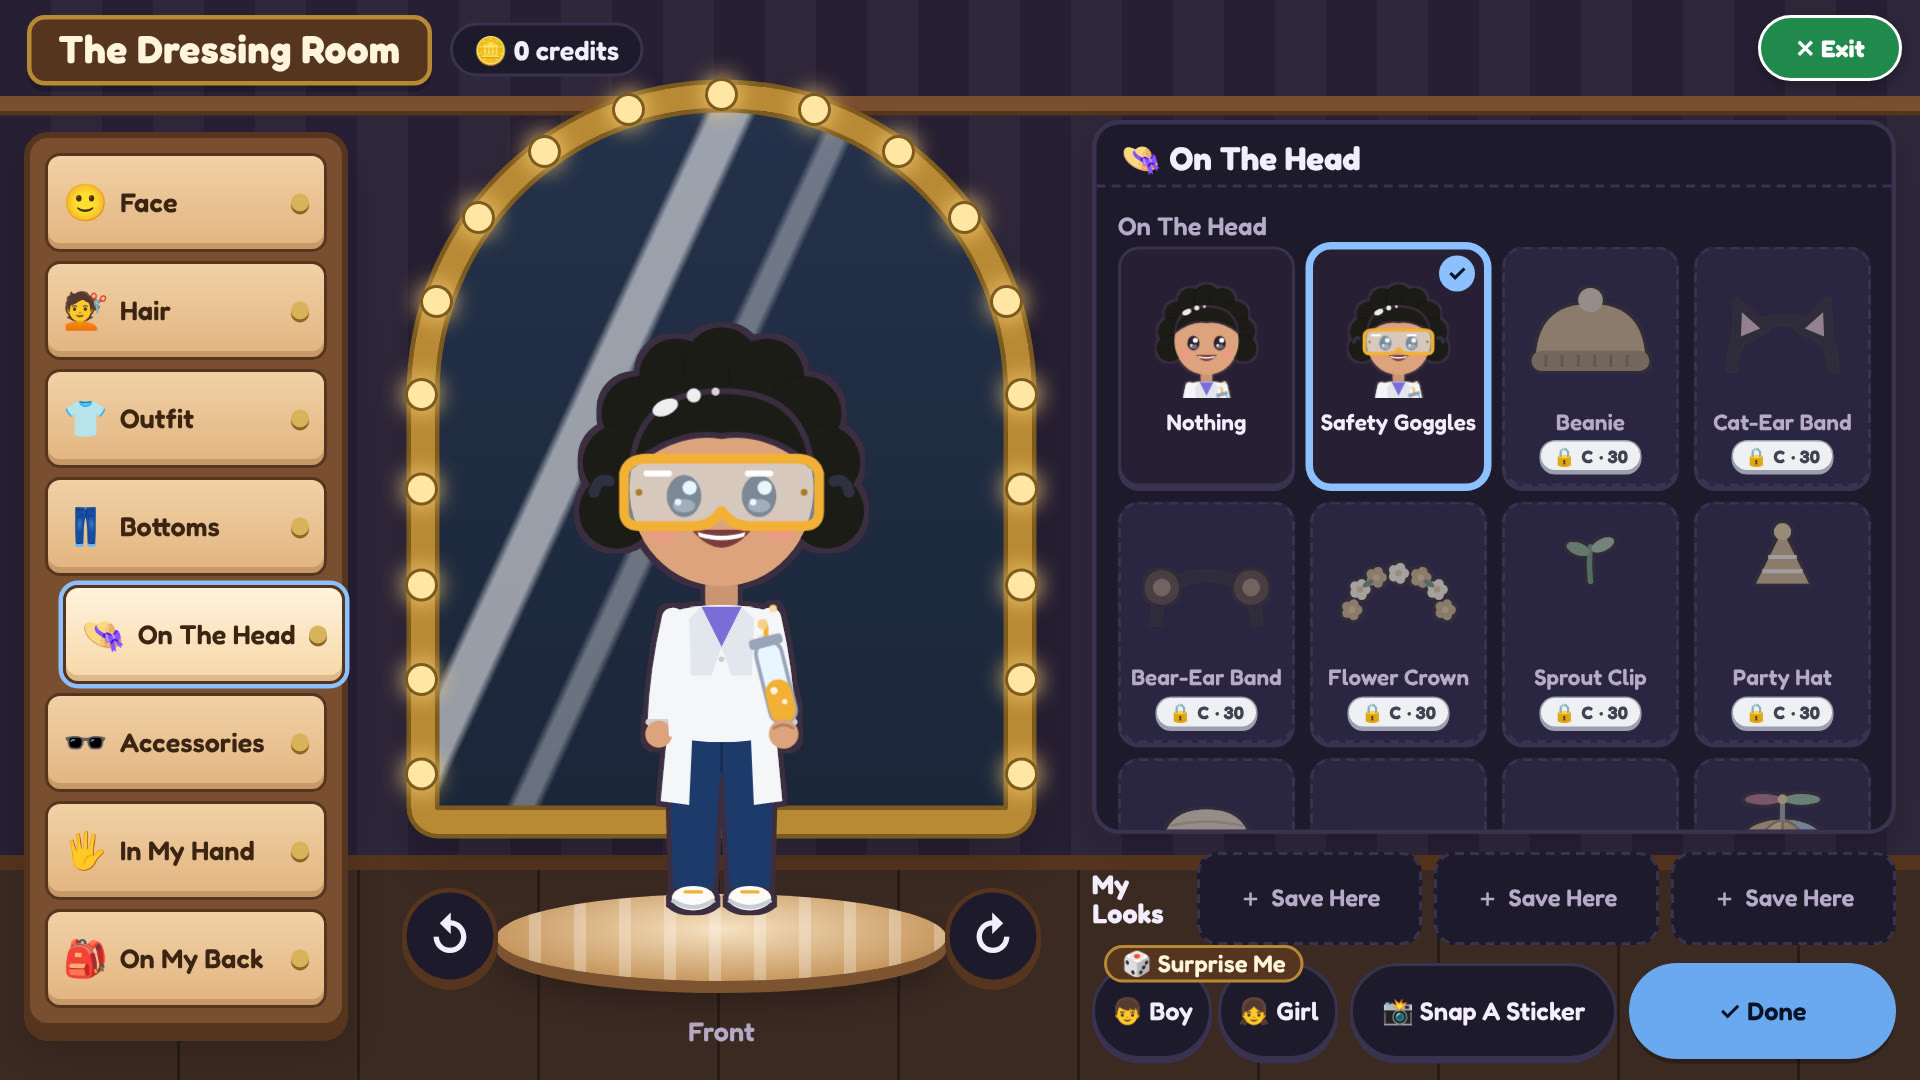 The Dressing Room
0 credits
✕ Exit
Face
Hair
Outfit
Bottoms
On The Head
Accessories
In My Hand
On My Back
Front
On The Head
On The Head
Nothing
Safety Goggles
Beanie
C · 30
Cat-Ear Band
C · 30
Bear-Ear Band
C · 30
Flower Crown
C · 30
Sprout Clip
C · 30
Party Hat
C · 30
My
Looks
+ Save Here
+ Save Here
+ Save Here
Surprise Me
Boy
Girl
Snap A Sticker
✓ Done